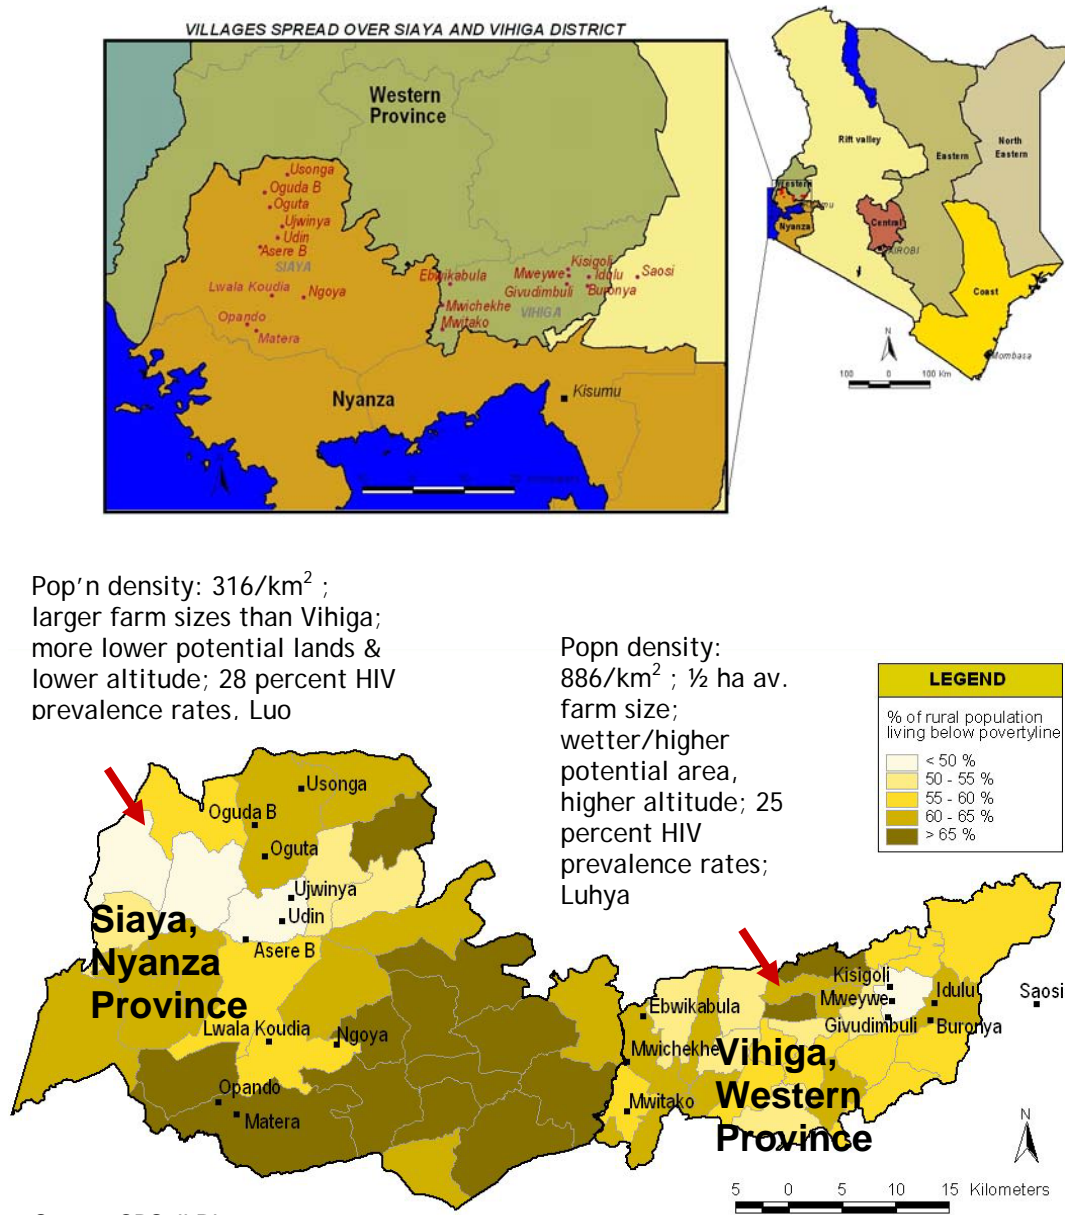 VILLAGES SPREAD OVER SIAYA AND VIHIGA DISTRICT
Western
Province
Usonga
Oguda B
Oguta
Ujwinya
Udin
Asere B
SIAYA
Lwala Koudia
Ngoya
Opando
Matera
Ebwikabula
Mwichekhe
Mwitako
Kisigoli
Mweywe
Idulu
Saosi
Givudimbuli
Buronya
VIHIGA
Nyanza
Kisumu
Rift valley
North
Eastern
Eastern
Western
Nyanza
Central
Coast
Mombasa
N
100 0 100 Km
Pop'n density: 316/km² ;
larger farm sizes than Vihiga;
more lower potential lands &
lower altitude; 28 percent HIV
prevalence rates, Luo
Popn density:
886/km² ; ½ ha av.
farm size;
wetter/higher
potential area,
higher altitude; 25
percent HIV
prevalence rates;
Luhya
LEGEND
% of rural population
living below povertyline
< 50 %
50 - 55 %
55 - 60 %
60 - 65 %
> 65 %
Usonga
Oguda B
Oguta
Ujwinya
Udin
Asere B
Siaya,
Nyanza
Province
Lwala Koudia
Ngoya
Opando
Matera
Ebwikabula
Mwichekhe
Mwitako
Kisigoli
Mweywe
Givudimbuli
Idulu
Buronya
Saosi
Vihiga,
Western
Province
N
5 0 5 10 15 Kilometers